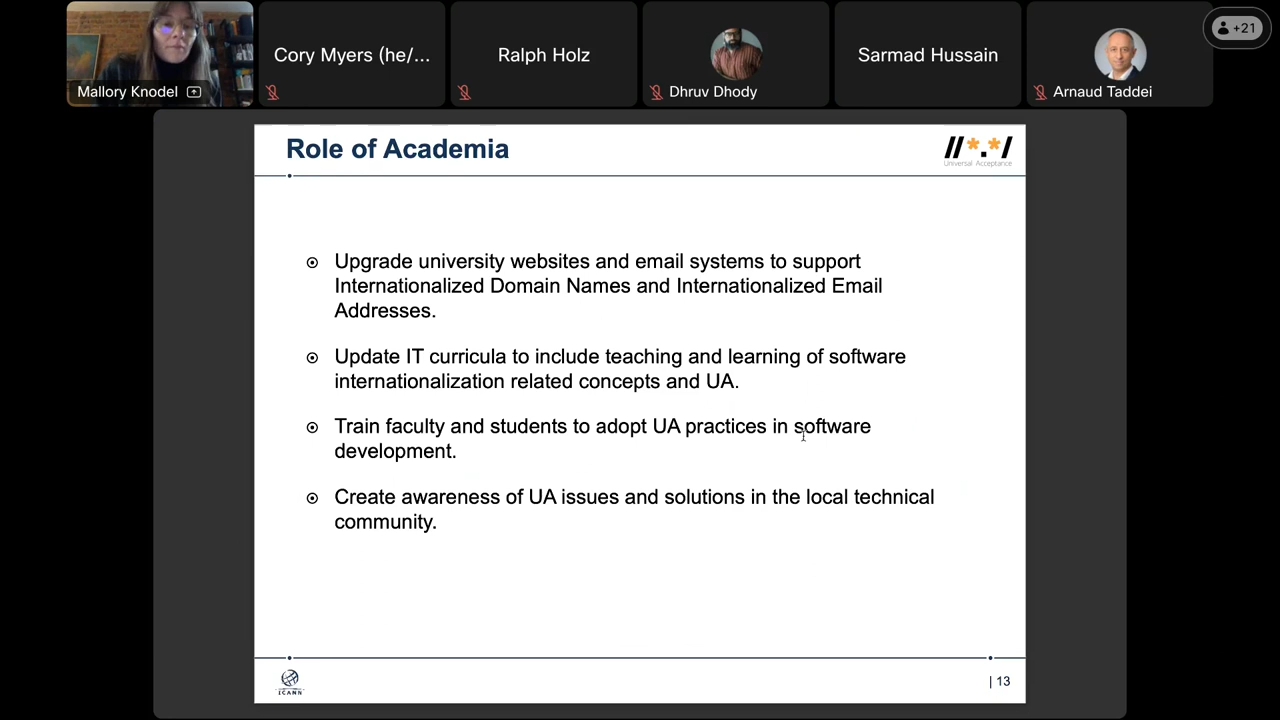 Mallory Knodel
Cory Myers (he/...
Ralph Holz
Dhruv Dhody
Sarmad Hussain
Arnaud Taddei
+21
Role of Academia
//*.*/
Universal Acceptance
Upgrade university websites and email systems to support
Internationalized Domain Names and Internationalized Email
Addresses.
Update IT curricula to include teaching and learning of software
internationalization related concepts and UA.
Train faculty and students to adopt UA practices in software
development.
Create awareness of UA issues and solutions in the local technical
community.
ICANN
| 13